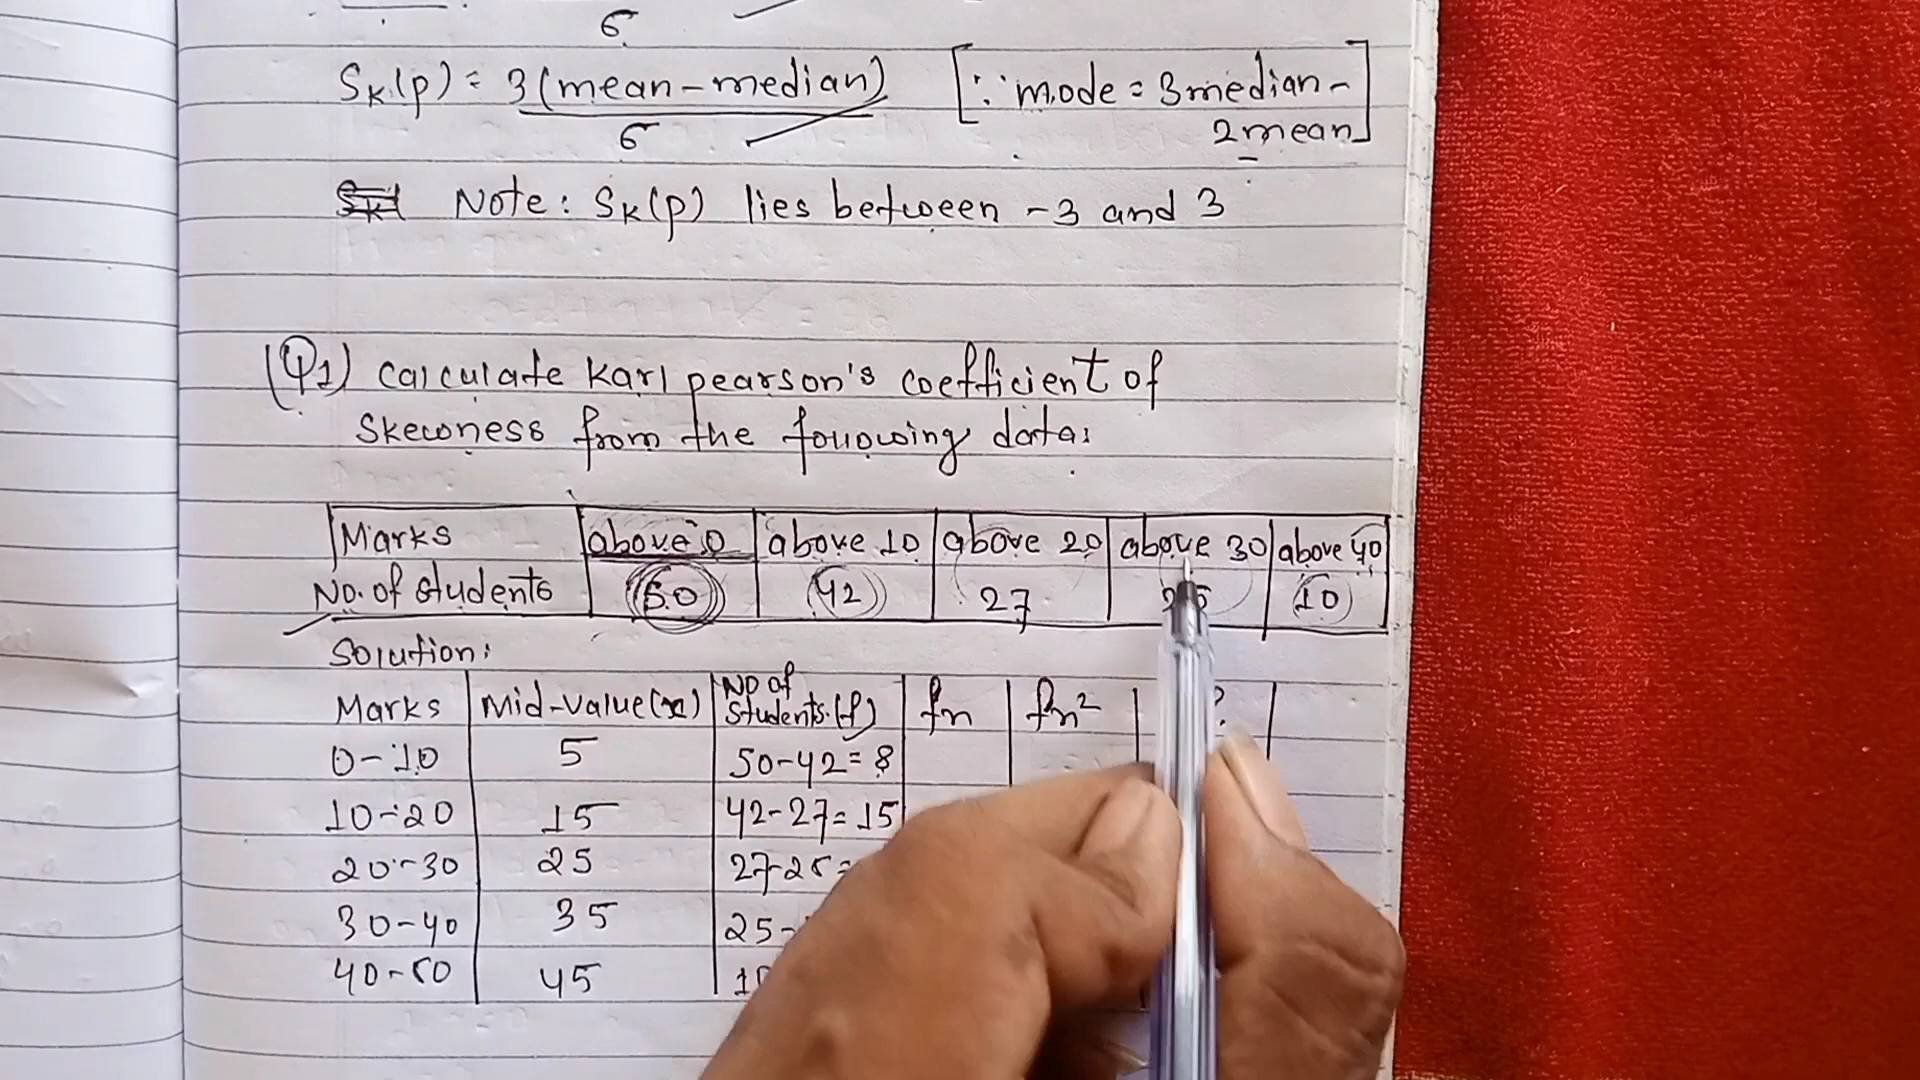 6
Sk(p) = 3(mean-median) [∵ mode = 3median-
6 2mean]
Note: Sk(p) lies between -3 and 3
(Q1) Calculate Karl pearson's coefficient of
Skewness from the following data:
Marks above 0 above 10 above 20 above 30 above 40
No. of students 50 42 27 10
Solution:
Marks Mid-value(x) No of Students.(f) fx fx²
0-10 5 50-42=8
10-20 15 42-27=15
20-30 25 27-25=
30-40 35 25-
40-50 45